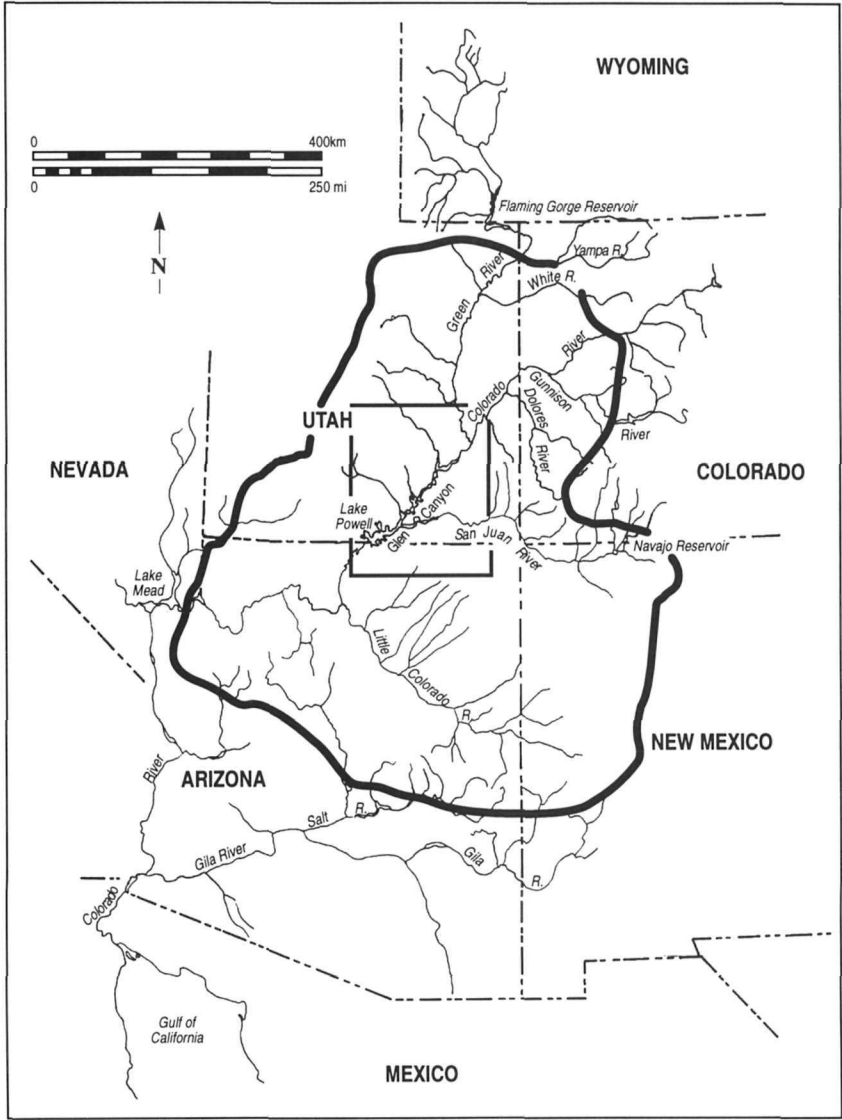 WYOMING
0 400km
0 250 mi
N
Flaming Gorge Reservoir
Yampa R.
River
White R.
Green
River
Gunnison
Colorado
Dolores
River
River
UTAH
NEVADA
COLORADO
Lake
Powell
Glen Canyon
R.
San Juan River
Navajo Reservoir
Lake
Mead
Little
Colorado
R.
NEW MEXICO
River
ARIZONA
Salt
R.
Gila River
Gila
R.
Colorado
Gulf of
California
MEXICO